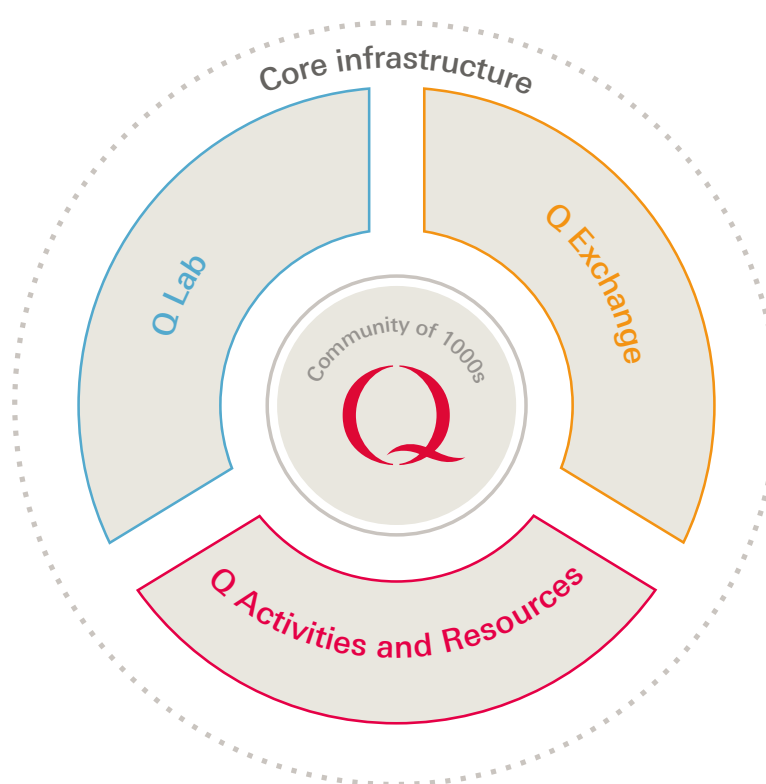 Core infrastructure
Q Lab
Q Exchange
Community of 1000s
Q
Q Activities and Resources